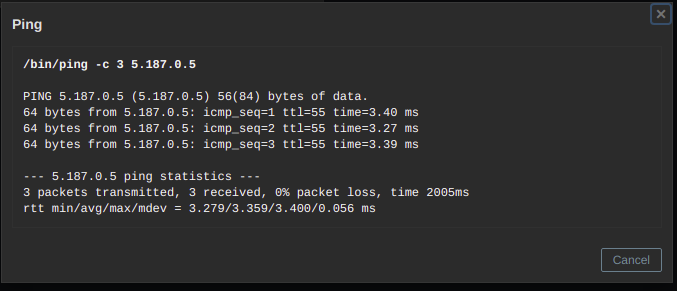 Ping
×
/bin/ping -c 3 5.187.0.5
PING 5.187.0.5 (5.187.0.5) 56(84) bytes of data.
64 bytes from 5.187.0.5: icmp_seq=1 ttl=55 time=3.40 ms
64 bytes from 5.187.0.5: icmp_seq=2 ttl=55 time=3.27 ms
64 bytes from 5.187.0.5: icmp_seq=3 ttl=55 time=3.39 ms
--- 5.187.0.5 ping statistics ---
3 packets transmitted, 3 received, 0% packet loss, time 2005ms
rtt min/avg/max/mdev = 3.279/3.359/3.400/0.056 ms
Cancel